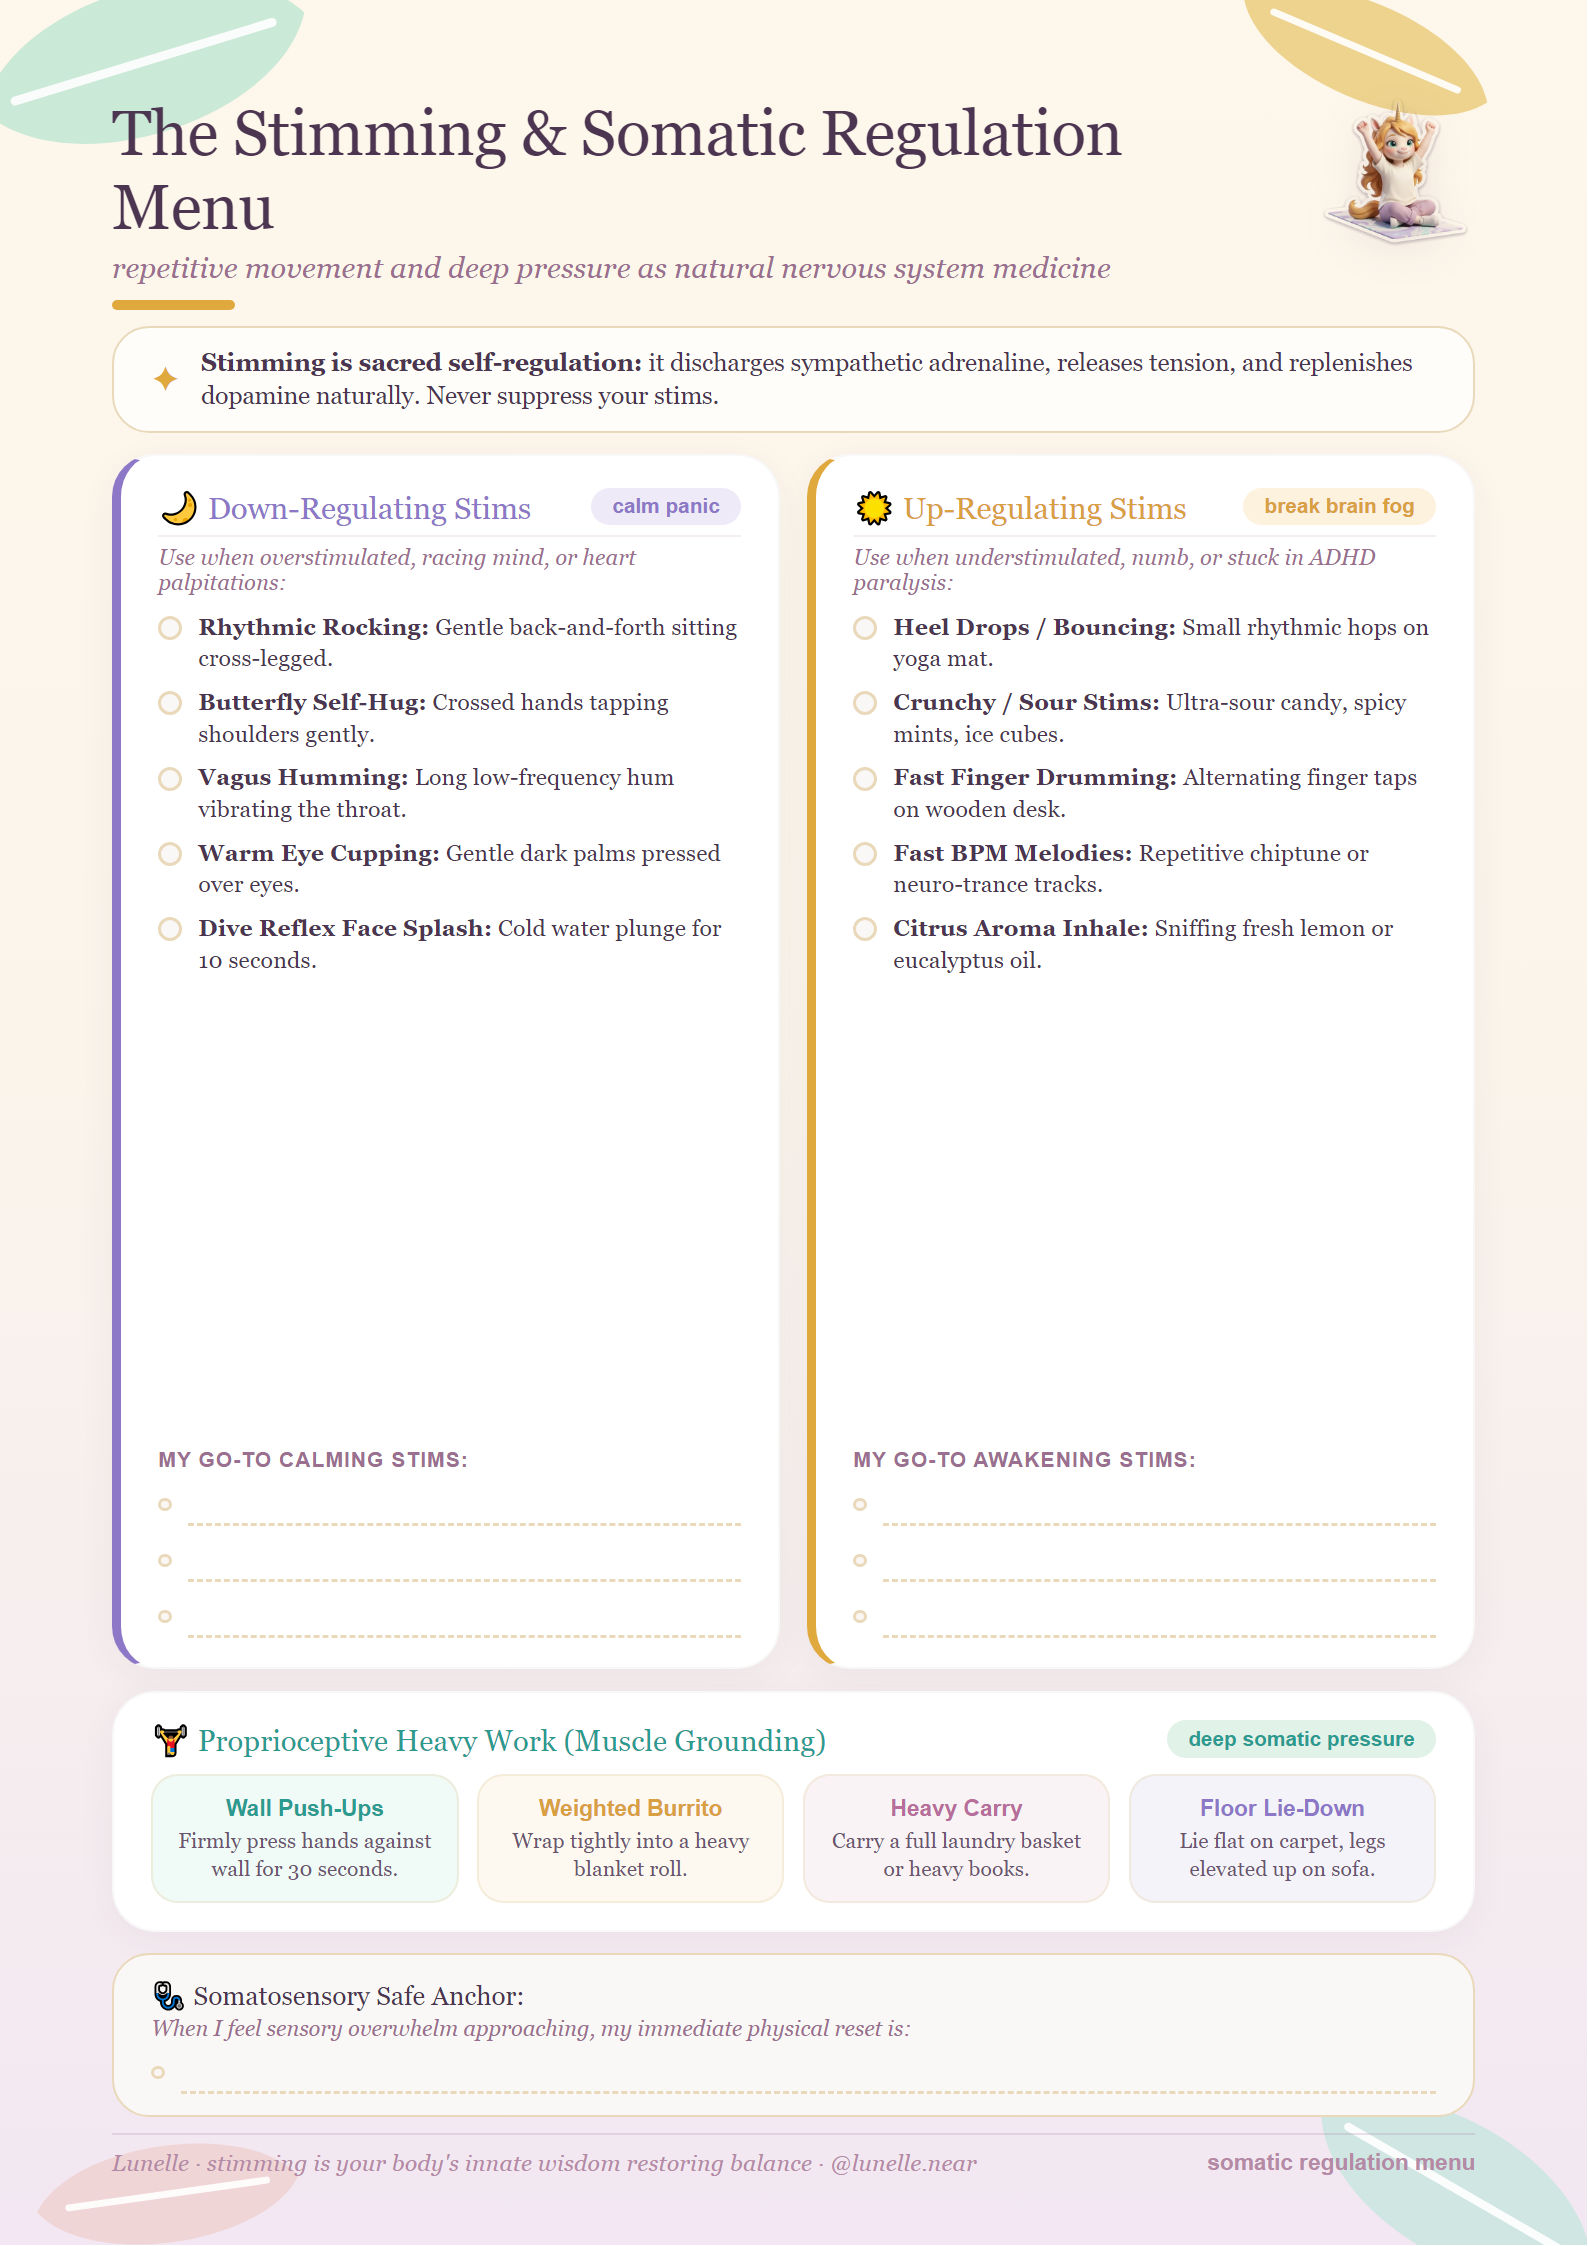 The Stimming & Somatic Regulation
Menu
repetitive movement and deep pressure as natural nervous system medicine
Stimming is sacred self-regulation: it discharges sympathetic adrenaline, releases tension, and replenishes
dopamine naturally. Never suppress your stims.
Down-Regulating Stims
calm panic
Use when overstimulated, racing mind, or heart
palpitations:
Rhythmic Rocking: Gentle back-and-forth sitting
cross-legged.
Butterfly Self-Hug: Crossed hands tapping
shoulders gently.
Vagus Humming: Long low-frequency hum
vibrating the throat.
Warm Eye Cupping: Gentle dark palms pressed
over eyes.
Dive Reflex Face Splash: Cold water plunge for
10 seconds.
MY GO-TO CALMING STIMS:
Up-Regulating Stims
break brain fog
Use when understimulated, numb, or stuck in ADHD
paralysis:
Heel Drops / Bouncing: Small rhythmic hops on
yoga mat.
Crunchy / Sour Stims: Ultra-sour candy, spicy
mints, ice cubes.
Fast Finger Drumming: Alternating finger taps
on wooden desk.
Fast BPM Melodies: Repetitive chiptune or
neuro-trance tracks.
Citrus Aroma Inhale: Sniffing fresh lemon or
eucalyptus oil.
MY GO-TO AWAKENING STIMS:
Proprioceptive Heavy Work (Muscle Grounding)
deep somatic pressure
Wall Push-Ups
Firmly press hands against
wall for 30 seconds.
Weighted Burrito
Wrap tightly into a heavy
blanket roll.
Heavy Carry
Carry a full laundry basket
or heavy books.
Floor Lie-Down
Lie flat on carpet, legs
elevated up on sofa.
Somatosensory Safe Anchor:
When I feel sensory overwhelm approaching, my immediate physical reset is:
Lunelle · stimming is your body's innate wisdom restoring balance · @lunelle.near
somatic regulation menu